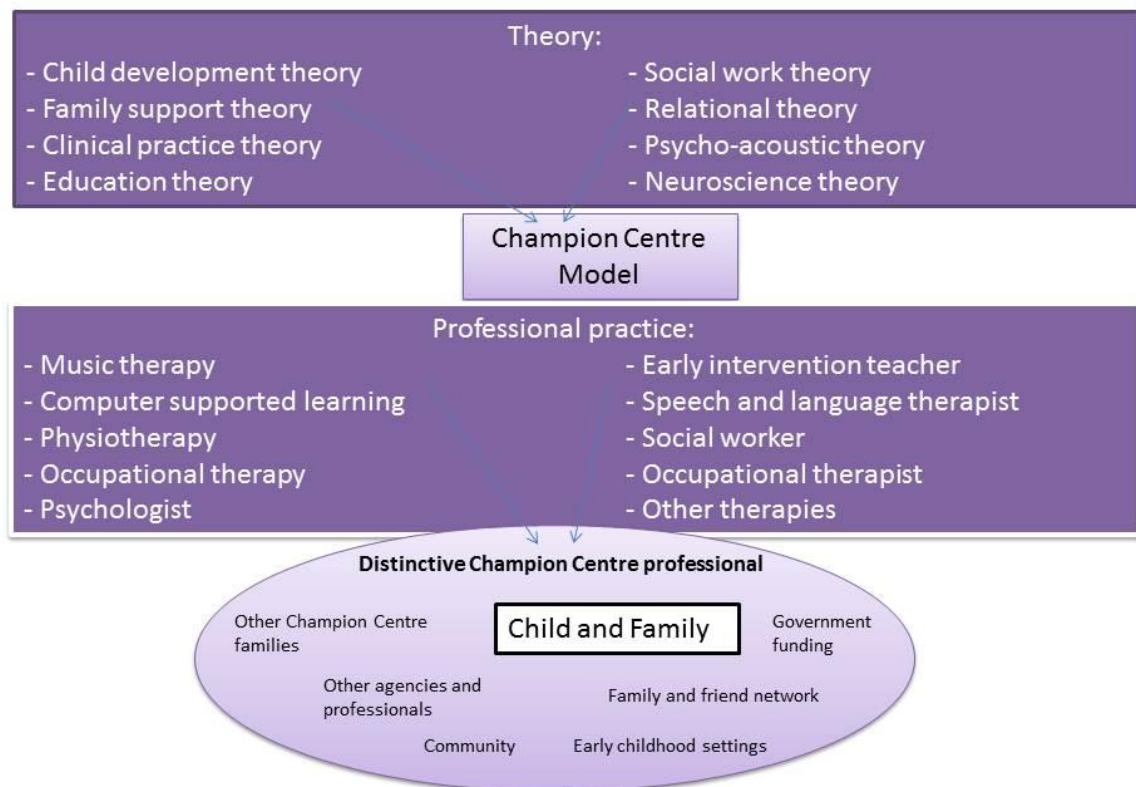 Theory:
- Child development theory
- Family support theory
- Clinical practice theory
- Education theory
- Social work theory
- Relational theory
- Psycho-acoustic theory
- Neuroscience theory
Champion Centre
Model
Professional practice:
- Music therapy
- Computer supported learning
- Physiotherapy
- Occupational therapy
- Psychologist
- Early intervention teacher
- Speech and language therapist
- Social worker
- Occupational therapist
- Other therapies
Distinctive Champion Centre professional
Other Champion Centre
families
Child and Family
Government
funding
Other agencies and
professionals
Family and friend network
Community
Early childhood settings